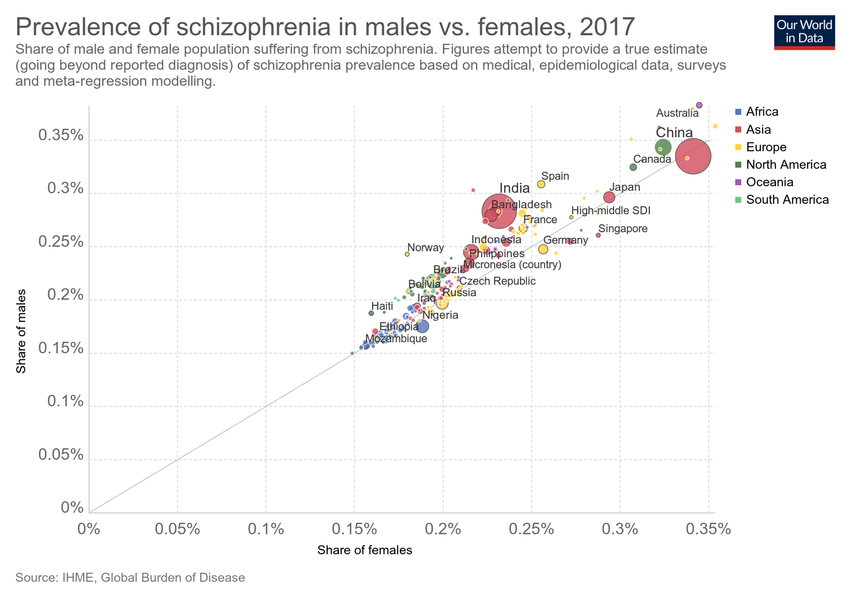 Prevalence of schizophrenia in males vs. females, 2017
Share of male and female population suffering from schizophrenia. Figures attempt to provide a true estimate
(going beyond reported diagnosis) of schizophrenia prevalence based on medical, epidemiological data, surveys
and meta-regression modelling.
Our World
in Data
Australia
Africa
China
Asia
Europe
Canada
North America
Oceania
South America
Spain
India
Japan
Bangladesh
High-middle SDI
France
Singapore
Indonesia
Germany
Norway
Philippines
Micronesia (country)
Brazil
Czech Republic
Bolivia
Russia
Iraq
Haiti
Nigeria
Ethiopia
Mozambique
0.35%
0.3%
0.25%
0.2%
0.15%
0.1%
0.05%
0%
Share of males
0%
0.05%
0.1%
0.15%
0.2%
0.25%
0.3%
0.35%
Share of females
Source: IHME, Global Burden of Disease